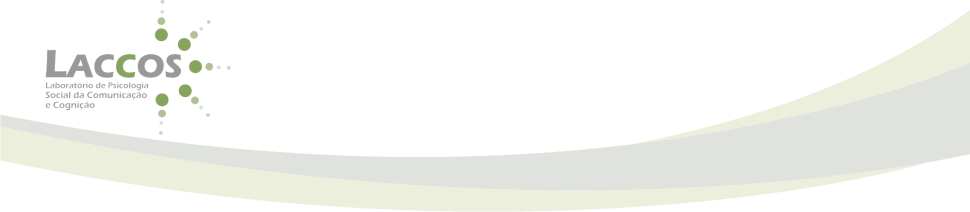 LACCOS
Laboratório de Psicologia
Social da Comunicação
e Cognição